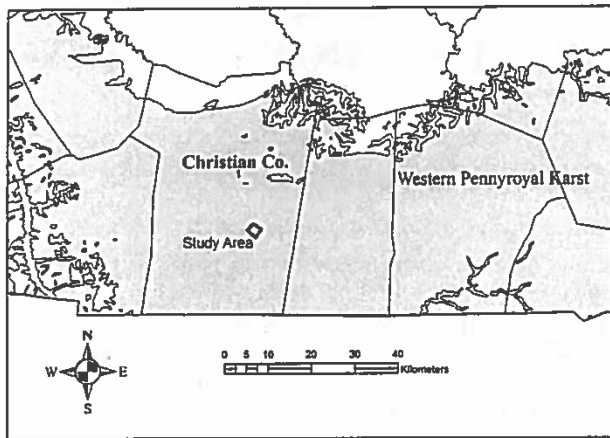 Christian Co.
Western Pennyroyal Karst
Study Area
N
W E
S
0 5 10 20 30 40
Kilometers